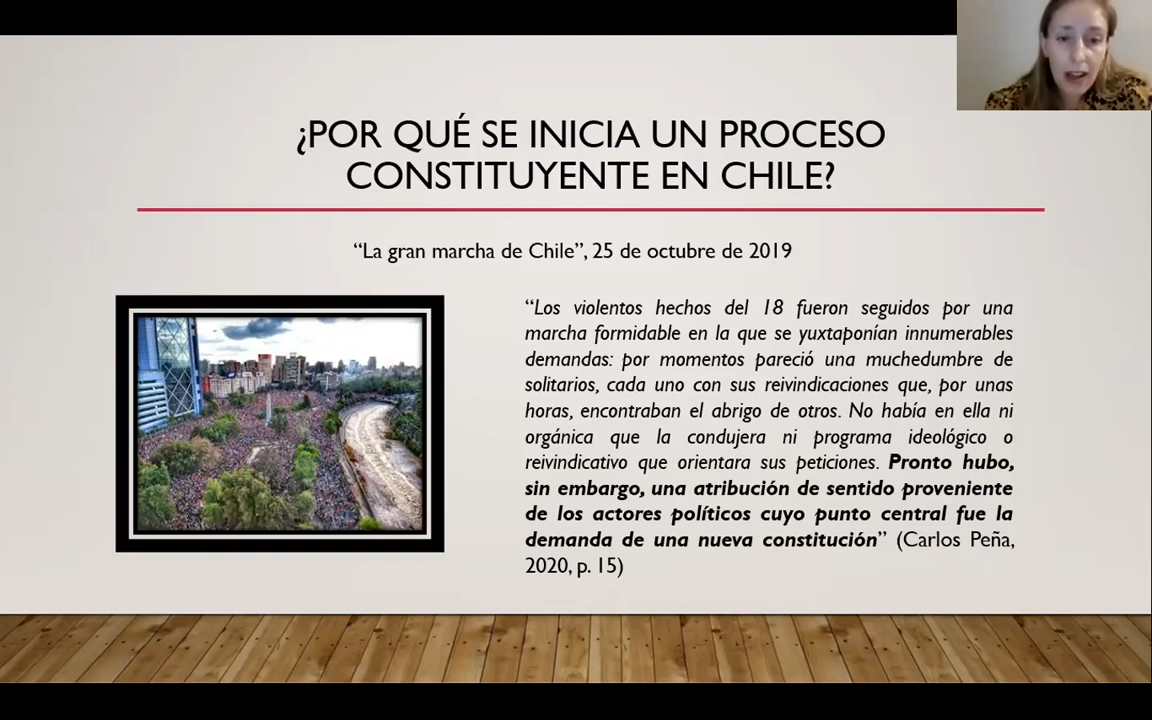 ¿POR QUÉ SE INICIA UN PROCESO
CONSTITUYENTE EN CHILE?
“La gran marcha de Chile”, 25 de octubre de 2019
“Los violentos hechos del 18 fueron seguidos por una
marcha formidable en la que se yuxtaponían innumerables
demandas: por momentos pareció una muchedumbre de
solitarios, cada uno con sus reivindicaciones que, por unas
horas, encontraban el abrigo de otros. No había en ella ni
orgánica que la condujera ni programa ideológico o
reivindicativo que orientara sus peticiones. Pronto hubo,
sin embargo, una atribución de sentido proveniente
de los actores políticos cuyo punto central fue la
demanda de una nueva constitución” (Carlos Peña,
2020, p. 15)